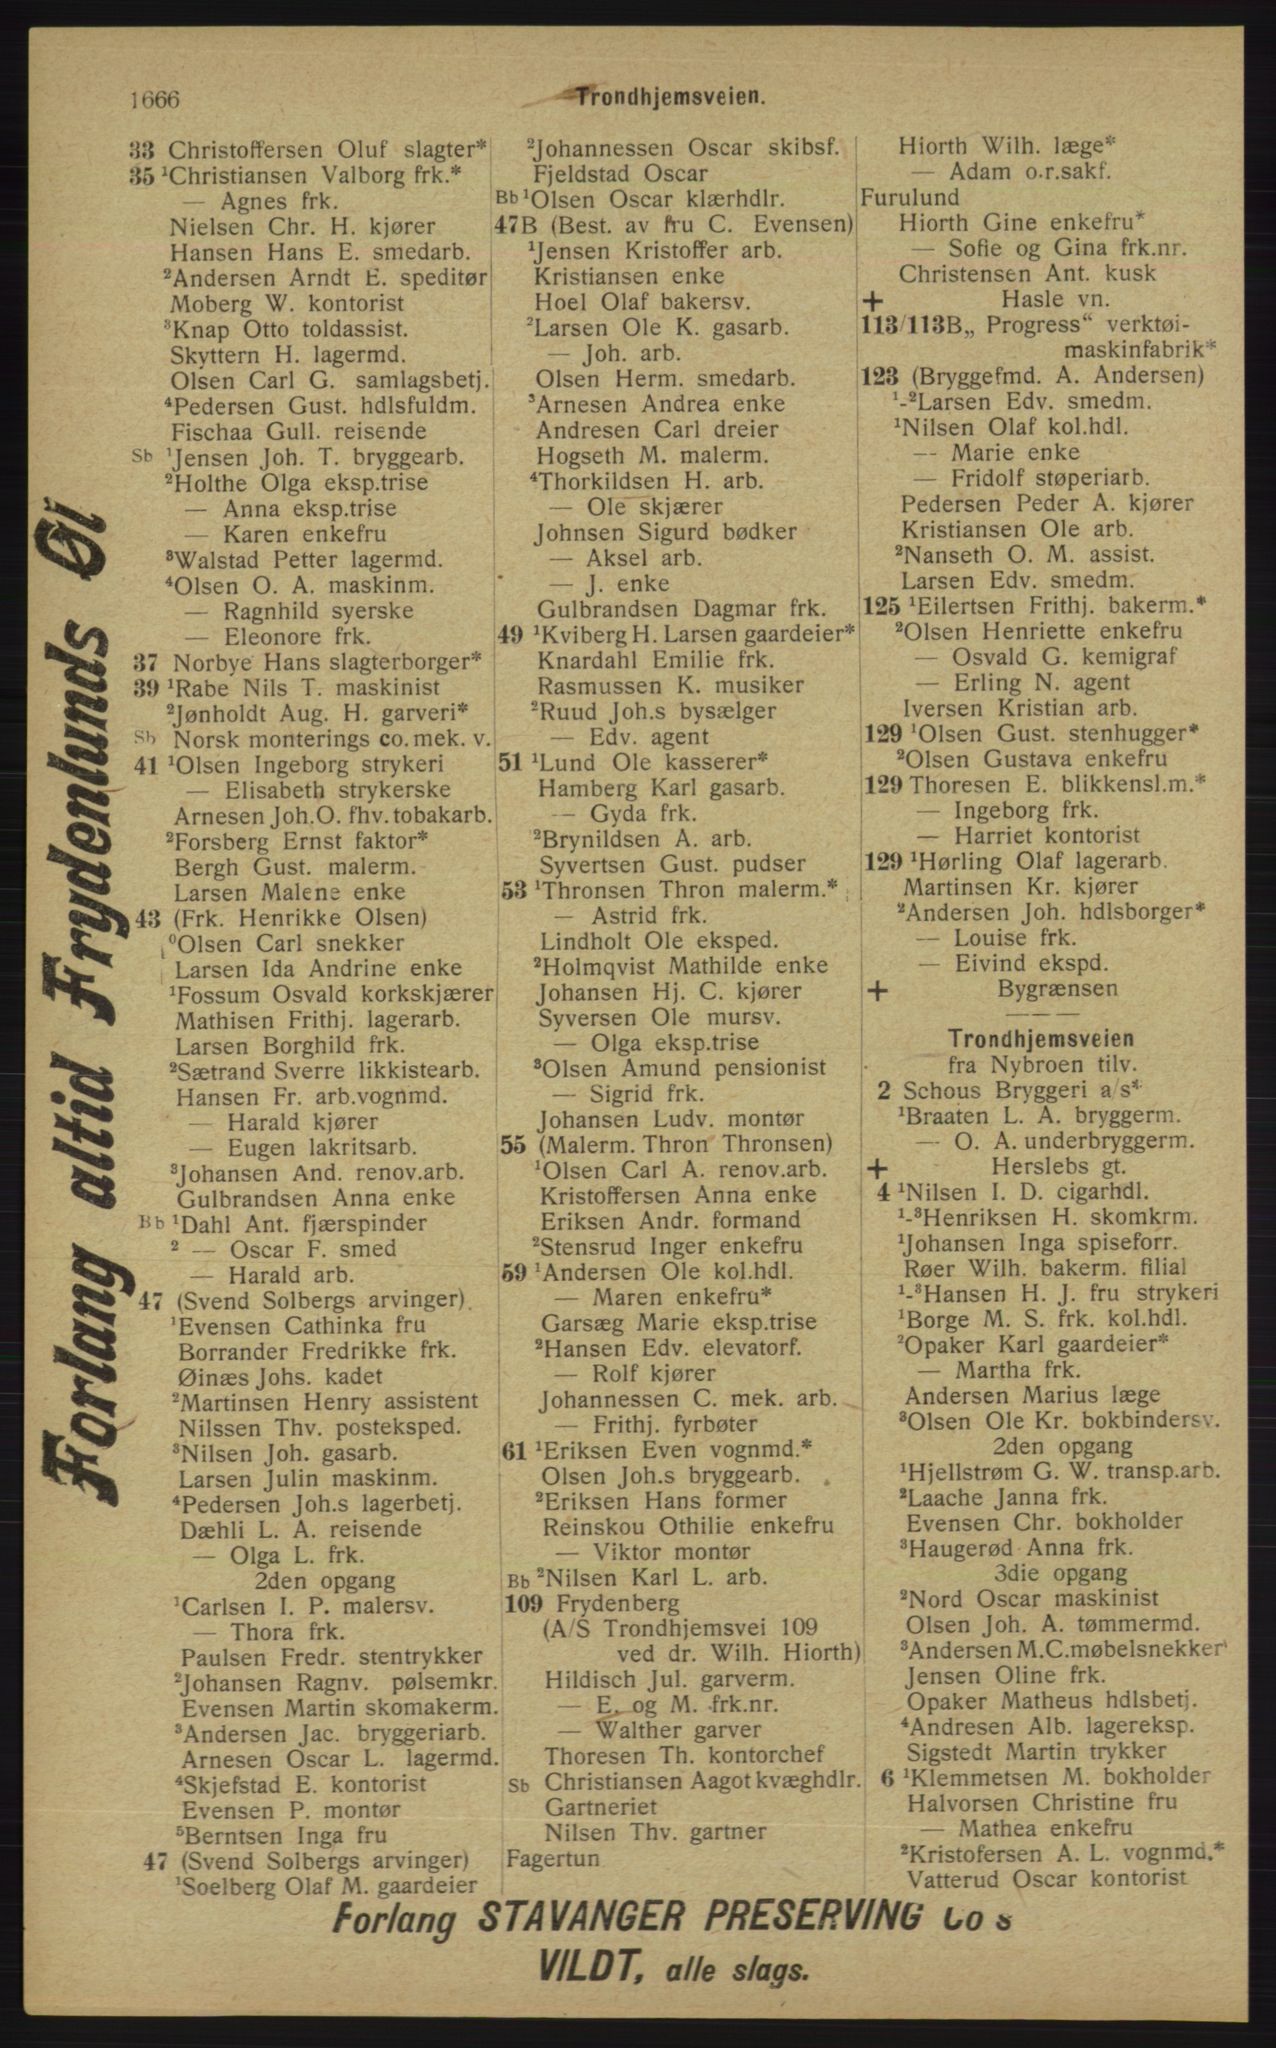 1666
Trondhjemsveien.
33 Christoffersen Oluf slagter*
35 ¹Christiansen Valborg frk.*
— Agnes frk.
Nielsen Chr. H. kjører
Hansen Hans E. smedarb.
²Andersen Arndt E. speditør
Moberg W. kontorist
³Knap Otto toldassist.
Skyttern H. lagermd.
Olsen Carl G. samlagsbetj.
⁴Pedersen Gust. hdlsfuldm.
Fischaa Gull. reisende
Sb ¹Jensen Joh. T. bryggearb.
²Holthe Olga eksp.trise
— Anna eksp.trise
— Karen enkefru
³Walstad Petter lagermd.
⁴Olsen O. A. maskinm.
— Ragnhild syerske
— Eleonore frk.
37 Norbye Hans slagterborger*
39 ¹Rabe Nils T. maskinist
²Jønholdt Aug. H. garveri*
Sb Norsk monterings co. mek. v.
41 ¹Olsen Ingeborg strykeri
— Elisabeth strykerske
Arnesen Joh. O. fhv. tobakarb.
²Forsberg Ernst faktor*
Bergh Gust. malerm.
Larsen Malene enke
43 (Frk. Henrikke Olsen)
⁰Olsen Carl snekker
Larsen Ida Andrine enke
¹Fossum Osvald korkskjærer
Mathisen Frithj. lagerarb.
Larsen Borghild frk.
²Sætrand Sverre likkistearb.
Hansen Fr. arb.vognmd.
— Harald kjører
— Eugen lakritsarb.
³Johansen And. renov.arb.
Gulbrandsen Anna enke
Bb ¹Dahl Ant. fjærspinder
² — Oscar F. smed
— Harald arb.
47 (Svend Solbergs arvinger)
¹Evensen Cathinka fru
Borrander Fredrikke frk.
Øinæs Johs. kadet
²Martinsen Henry assistent
Nilssen Thv. posteksped.
³Nilsen Joh. gasarb.
Larsen Julin maskinm.
⁴Pedersen Joh.s lagerbetj.
Dæhli L. A. reisende
— Olga L. frk.
2den opgang
¹Carlsen I. P. malersv.
— Thora frk.
Paulsen Fredr. stentrykker
²Johansen Ragnv. pølsemkr.
Evensen Martin skomakerm.
³Andersen Jac. bryggeriarb.
Arnesen Oscar L. lagermd.
⁴Skjefstad E. kontorist
Evensen P. montør
⁵Berntsen Inga fru
47 (Svend Solbergs arvinger)
¹Soelberg Olaf M. gaardeier
²Johannessen Oscar skibsf.
Fjeldstad Oscar
Bb ¹Olsen Oscar klærhdlr.
47B (Best. av fru C. Evensen)
¹Jensen Kristoffer arb.
Kristiansen enke
Hoel Olaf bakersv.
²Larsen Ole K. gasarb.
— Joh. arb.
Olsen Herm. smedarb.
³Arnesen Andrea enke
Andresen Carl dreier
Hogseth M. malerm.
⁴Thorkildsen H. arb.
— Ole skjærer
Johnsen Sigurd bødker
— Aksel arb.
— J. enke
Gulbrandsen Dagmar frk.
49 ¹Kviberg H. Larsen gaardeier*
Knardahl Emilie frk.
Rasmussen K. musiker
²Ruud Joh.s bysælger
— Edv. agent
51 ¹Lund Ole kasserer*
Hamberg Karl gasarb.
— Gyda frk.
²Brynildsen A. arb.
Syvertsen Gust. pudser
53 ¹Thronsen Thron malerm.*
— Astrid frk.
Lindholt Ole eksped.
²Holmqvist Mathilde enke
Johansen Hj. C. kjører
Syversen Ole mursv.
— Olga eksp.trise
³Olsen Amund pensionist
— Sigrid frk.
Johansen Ludv. montør
55 (Malerm. Thron Thronsen)
¹Olsen Carl A. renov.arb.
Kristoffersen Anna enke
Eriksen Andr. formand
²Stensrud Inger enkefru
59 ¹Andersen Ole kol.hdl.
— Maren enkefru*
Garsæg Marie eksp.trise
²Hansen Edv. elevatorf.
— Rolf kjører
Johannessen C. mek. arb.
— Frithj. fyrbøter
61 ¹Eriksen Even vognmd.*
Olsen Joh.s bryggearb.
²Eriksen Hans former
Reinskou Othilie enkefru
— Viktor montør
Bb ²Nilsen Karl L. arb.
109 Frydenberg
(A/S Trondhjemsvei 109
ved dr. Wilh. Hiorth)
Hildisch Jul. garverm.
— E. og M. frk.nr.
— Walther garver
Thoresen Th. kontorchef
Sb Christiansen Aagot kvæghdlr.
Gartneriet
Nilsen Thv. gartner
Fagertun
Hiorth Wilh. læge*
— Adam o.r.sakf.
Furulund
Hiorth Gine enkefru*
— Sofie og Gina frk.nr.
Christensen Ant. kusk
+ Hasle vn.
113/113B „Progress“ verktøi-
maskinfabrik*
123 (Bryggefmd. A. Andersen)
¹-²Larsen Edv. smedm.
¹Nilsen Olaf kol.hdl.
— Marie enke
— Fridolf støperiarb.
Pedersen Peder A. kjører
Kristiansen Ole arb.
²Nanseth O. M. assist.
Larsen Edv. smedm.
125 ¹Eilertsen Frithj. bakerm.*
²Olsen Henriette enkefru
— Osvald G. kemigraf
— Erling N. agent
Iversen Kristian arb.
129 ¹Olsen Gust. stenhugger*
²Olsen Gustava enkefru
129 Thoresen E. blikkensl.m.*
— Ingeborg frk.
— Harriet kontorist
129 ¹Hørling Olaf lagerarb.
Martinsen Kr. kjører
²Andersen Joh. hdlsborger*
— Louise frk.
— Eivind ekspd.
+ Bygrænsen
— — —
Trondhjemsveien
fra Nybroen tilv.
2 Schous Bryggeri a/s*
¹Braaten L. A. bryggerm.
— O. A. underbryggerm.
+ Herslebs gt.
4 ¹Nilsen I. D. cigarhdl.
¹-³Henriksen H. skomkrm.
¹Johansen Inga spiseforr.
Røer Wilh. bakerm. filial
¹-³Hansen H. J. fru strykeri
¹Borge M. S. frk. kol.hdl.
²Opaker Karl gaardeier*
— Martha frk.
Andersen Marius læge
³Olsen Ole Kr. bokbindersv.
2den opgang
¹Hjellstrøm G. W. transp.arb.
²Laache Janna frk.
Evensen Chr. bokholder
³Haugerød Anna frk.
3die opgang
²Nord Oscar maskinist
Olsen Joh. A. tømmermd.
³Andersen M.C. møbelsnekker
Jensen Oline frk.
Opaker Matheus hdlsbetj.
⁴Andresen Alb. lagereksp.
Sigstedt Martin trykker
6 ¹Klemmetsen M. bokholder
Halvorsen Christine fru
— Mathea enkefru
²Kristofersen A. L. vognmd.*
Vatterud Oscar kontorist
Forlang altid Frydenlunds Øl
Forlang STAVANGER PRESERVING Co s
VILDT, alle slags.